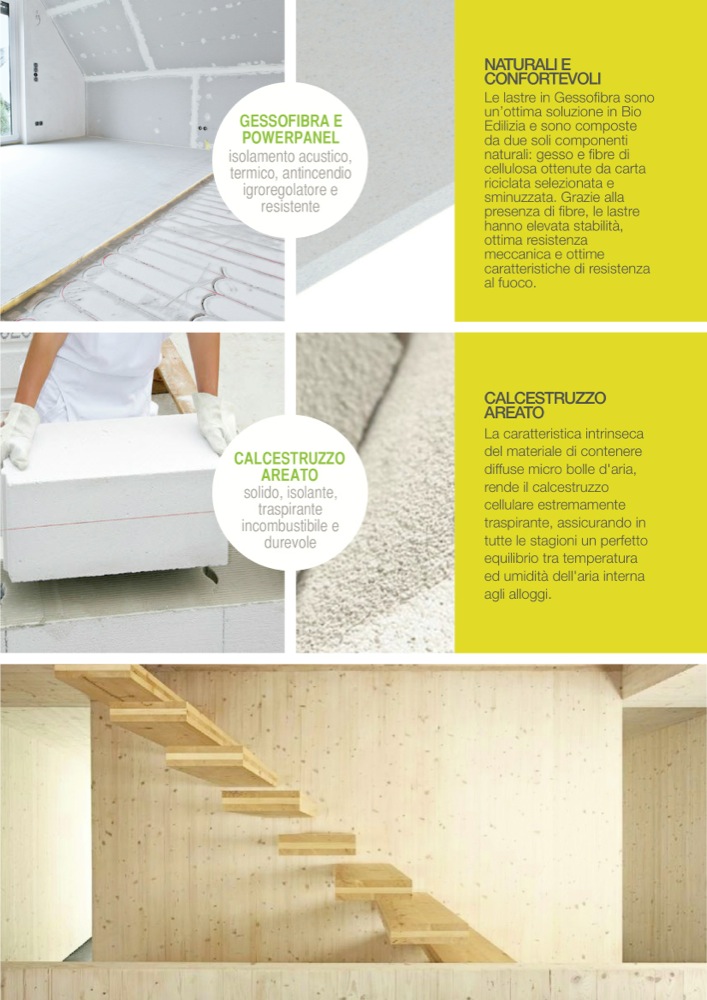 GESSOFIBRA E
POWERPANEL
isolamento acustico,
termico, antincendio
igroregolatore e
resistente
NATURALI E
CONFORTEVOLI
Le lastre in Gessofibra sono
un'ottima soluzione in Bio
Edilizia e sono composte
da due soli componenti
naturali: gesso e fibre di
cellulosa ottenute da carta
riciclata selezionata e
sminuzzata. Grazie alla
presenza di fibre, le lastre
hanno elevata stabilità,
ottima resistenza
meccanica e ottime
caratteristiche di resistenza
al fuoco.
CALCESTRUZZO
AREATO
solido, isolante,
traspirante
incombustibile e
durevole
CALCESTRUZZO
AREATO
La caratteristica intrinseca
del materiale di contenere
diffuse micro bolle d'aria,
rende il calcestruzzo
cellulare estremamente
traspirante, assicurando in
tutte le stagioni un perfetto
equilibrio tra temperatura
ed umidità dell'aria interna
agli alloggi.